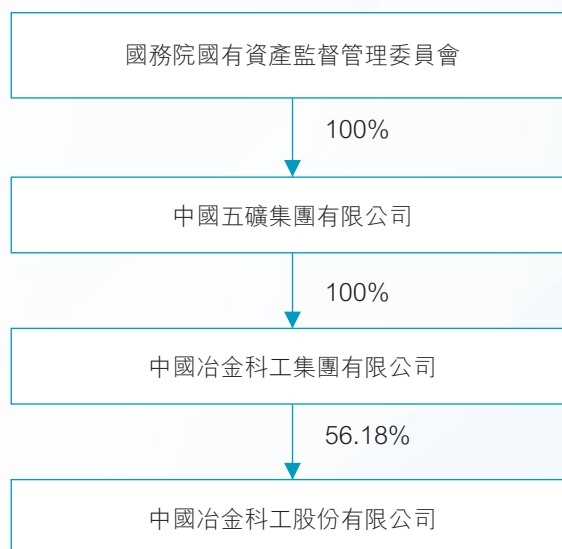 國務院國有資產監督管理委員會
100%
中國五礦集團有限公司
100%
中國冶金科工集團有限公司
56.18%
中國冶金科工股份有限公司